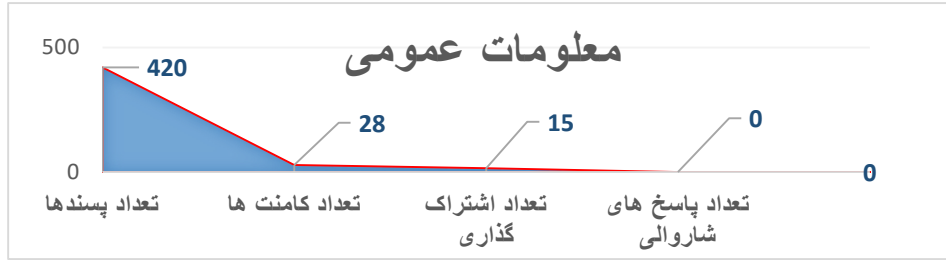 معلومات عمومی
500
0
420
28
15
0
0
تعداد پسندها
تعداد کامنت ها
تعداد اشتراک
گذاری
تعداد پاسخ های
شاروالی